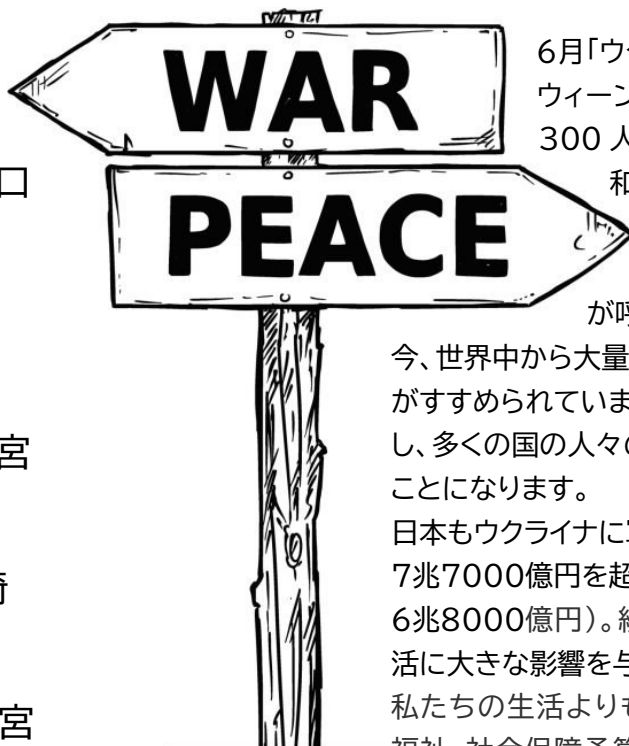 WAR
PEACE
口
宮
宮
6月「ウ
ウィーン
300 人
和
が呼
今、世界中から大量
がすすめられていま
し、多くの国の人々の
ことになります。
日本もウクライナに
7兆7000億円を超
6兆8000億円)。
活に大きな影響を与
私たちの生活よりも
福祉、社会保障予算